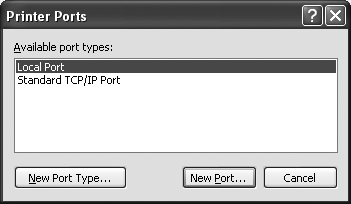 Printer Ports
Available port types:
Local Port
Standard TCP/IP Port
New Port Type...
New Port...
Cancel